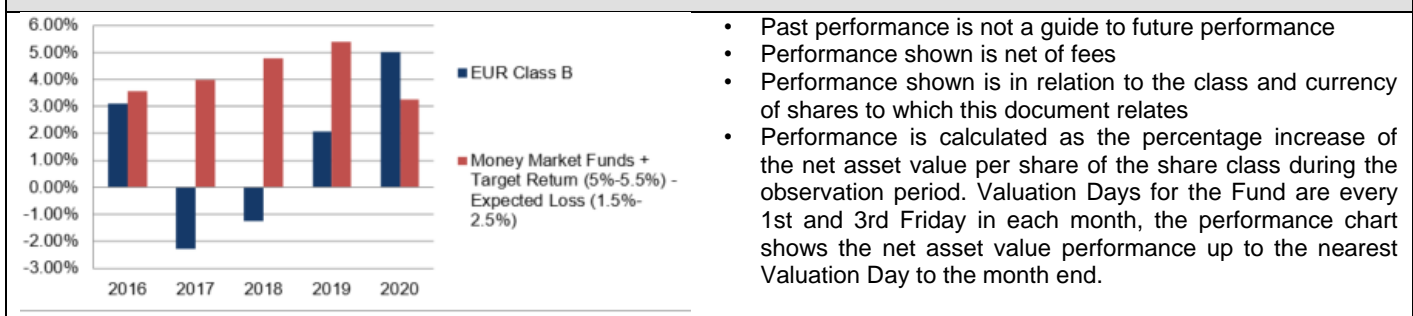 6.00%
5.00%
4.00%
3.00%
2.00%
1.00%
0.00%
-1.00%
-2.00%
-3.00%
2016 2017 2018 2019 2020
EUR Class B
Money Market Funds +
Target Return (5%-5.5%) -
Expected Loss (1.5%-
2.5%)
• Past performance is not a guide to future performance
• Performance shown is net of fees
• Performance shown is in relation to the class and currency
of shares to which this document relates
• Performance is calculated as the percentage increase of
the net asset value per share of the share class during the
observation period. Valuation Days for the Fund are every
1st and 3rd Friday in each month, the performance chart
shows the net asset value performance up to the nearest
Valuation Day to the month end.